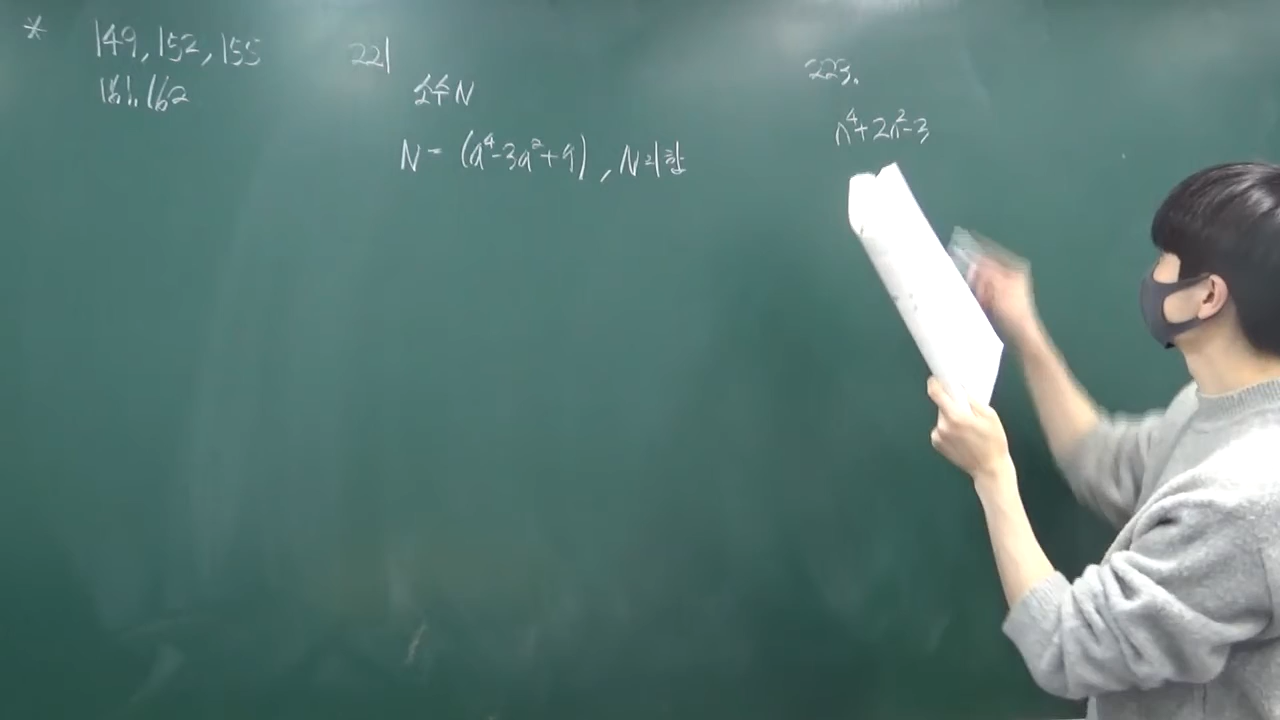 * 149, 152, 155
161, 162
221
소수 N
N = (a⁴-3a²+9), N의 합
223.
n⁴+2n²-3